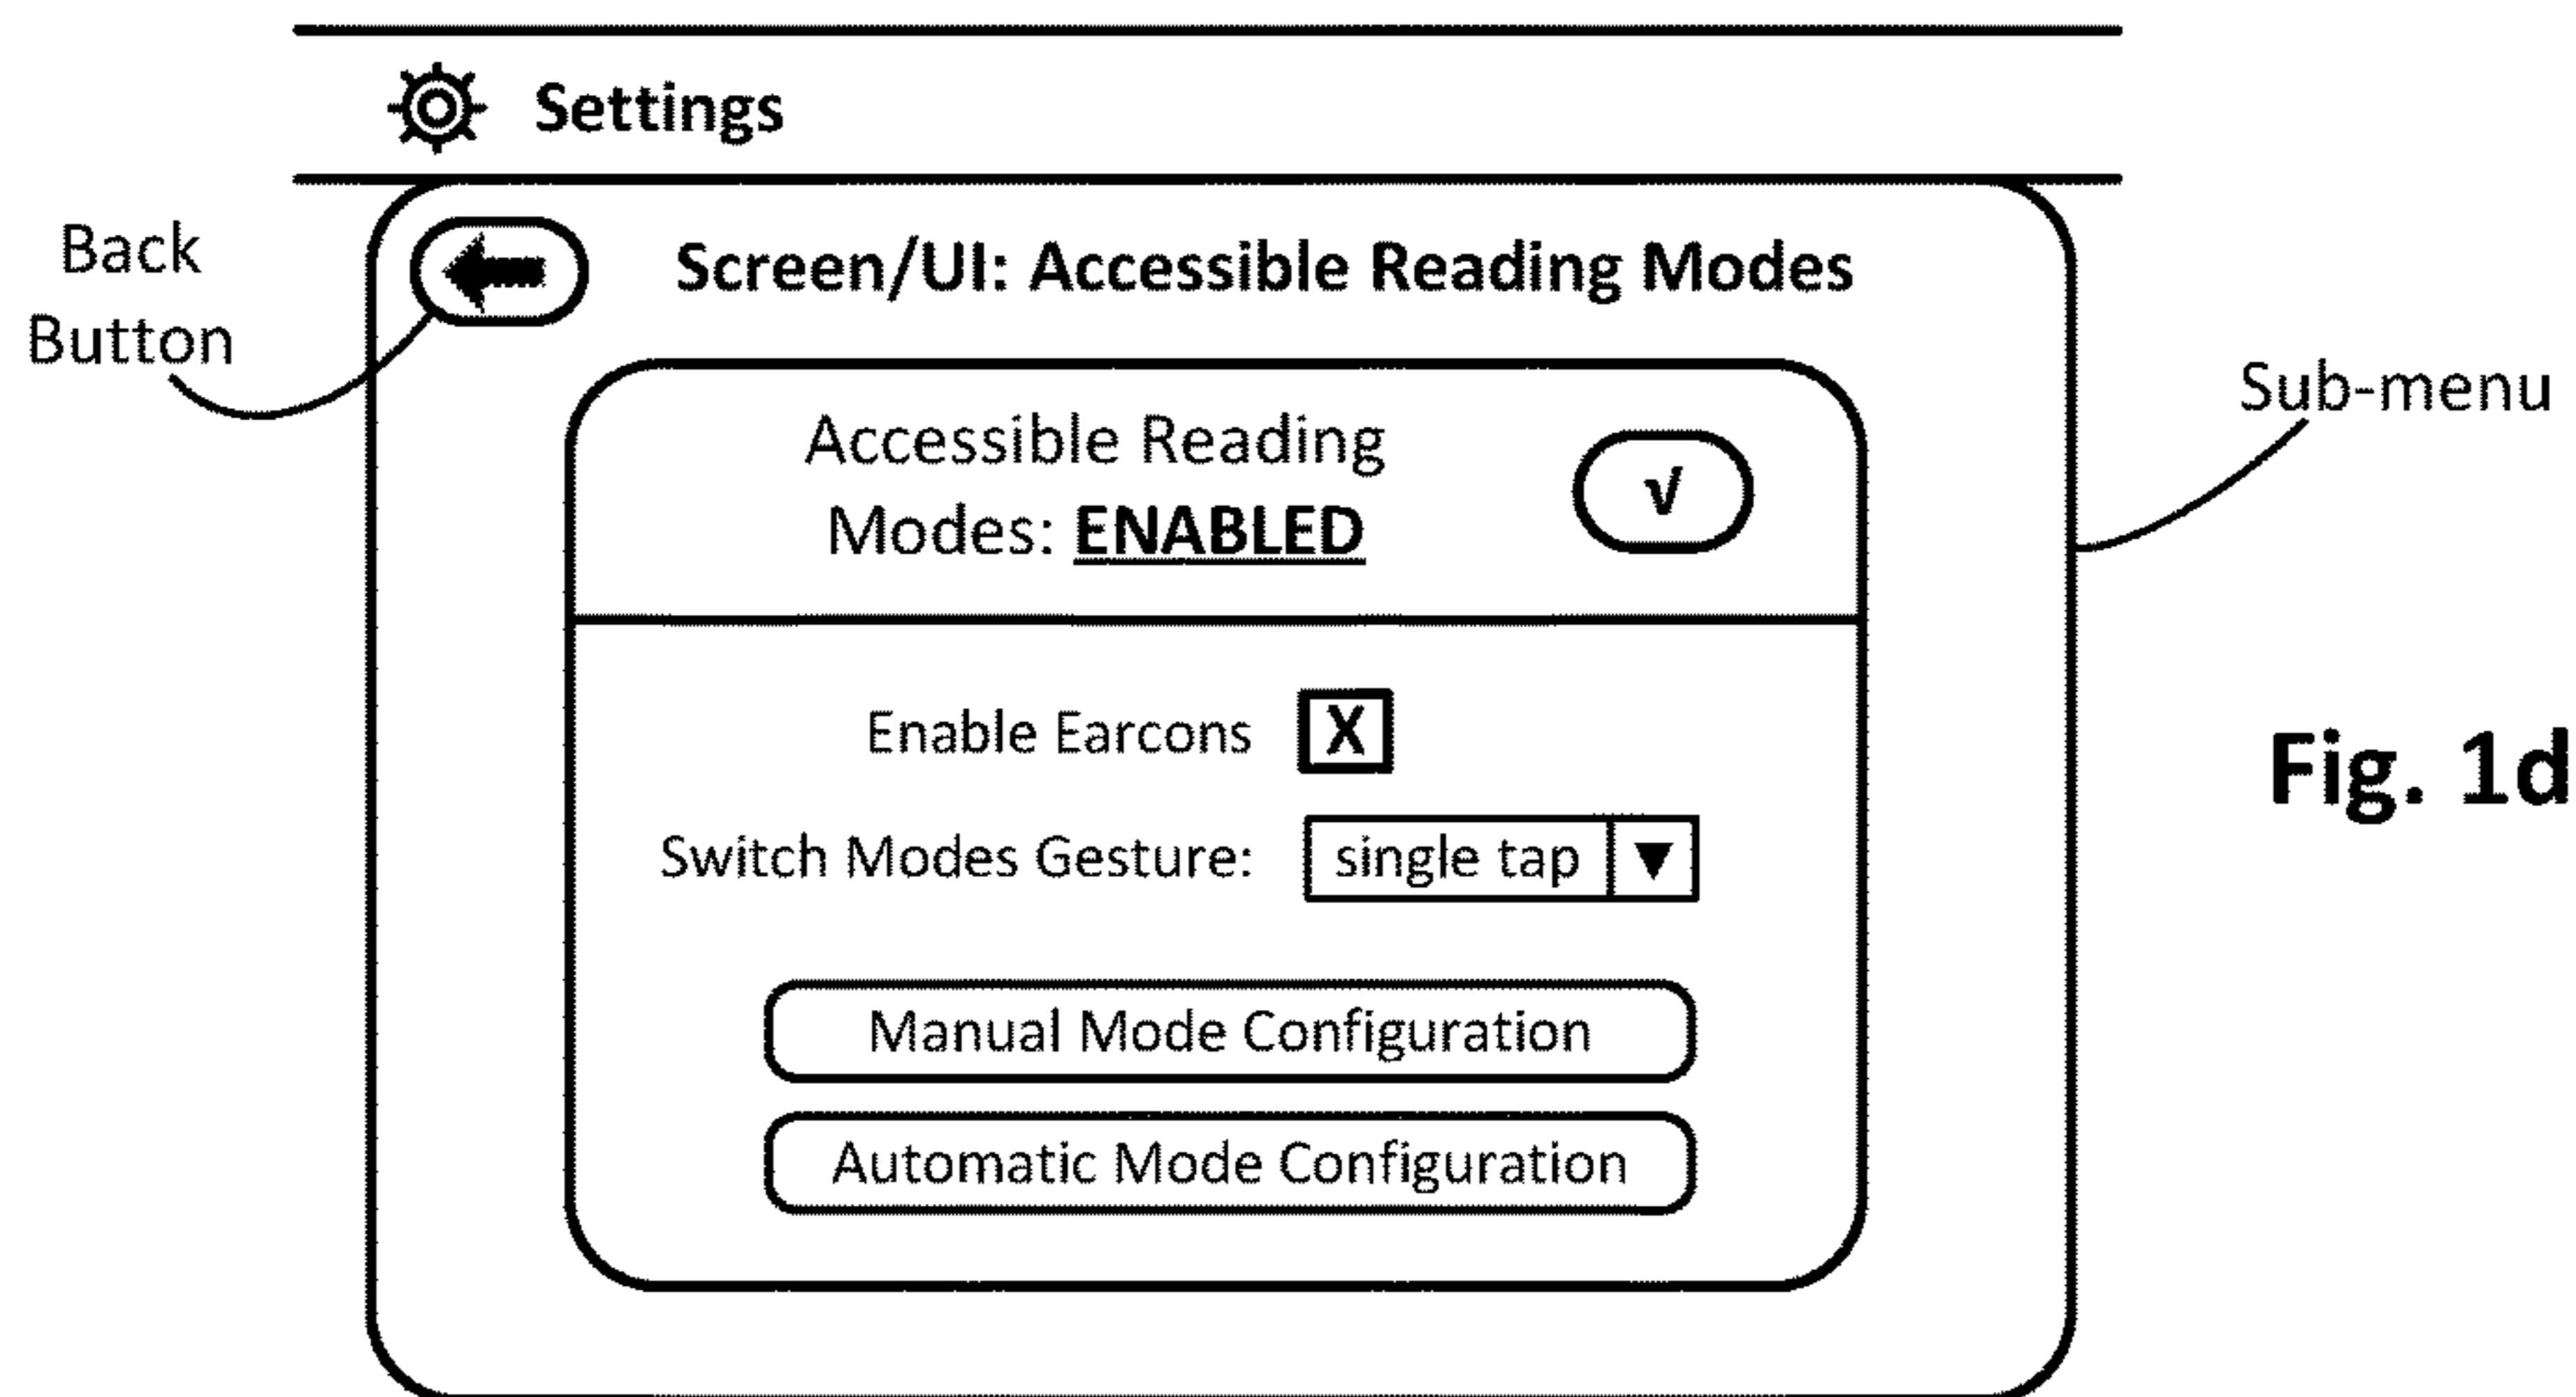 Settings
Back
Button
Screen/UI: Accessible Reading Modes
Accessible Reading
Modes: ENABLED
√
Sub-menu
Enable Earcons X
Switch Modes Gesture: single tap ▼
Manual Mode Configuration
Automatic Mode Configuration
Fig. 1d